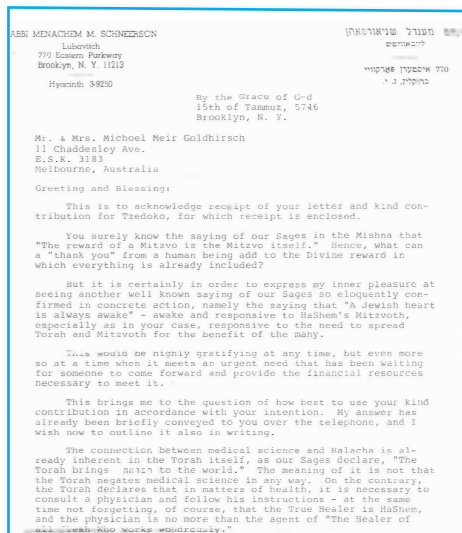 ABBI MENACHEM M. SCHNEERSON
Lubavitch
770 Eastern Parkway
Brooklyn, N. Y. 11213
Hyacinth 3-9250
מענדל שניאורסאהן
ליובאוויטש
770 איסטערן פארקוויי
ברוקלין, נ. י.
By the Grace of G-d
15th of Tammuz, 5746
Brooklyn, N. Y.
Mr. & Mrs. Michoel Meir Goldhirsch
11 Chaddesley Ave.
E.S.K. 3183
Melbourne, Australia
Greeting and Blessing:
This is to acknowledge receipt of your letter and kind con-
tribution for Tzedoko, for which receipt is enclosed.
You surely know the saying of our Sages in the Mishna that
"The reward of a Mitzvo is the Mitzvo itself." Hence, what can
a "thank you" from a human being add to the Divine reward in
which everything is already included?
But it is certainly in order to express my inner pleasure at
seeing another well known saying of our Sages so eloquently con-
firmed in concrete action, namely the saying that "A Jewish heart
is always awake" - awake and responsive to HaShem's Mitzvoth,
especially as in your case, responsive to the need to spread
Torah and Mitzvoth for the benefit of the many.
This would be highly gratifying at any time, but even more
so at a time when it meets an urgent need that has been waiting
for someone to come forward and provide the financial resources
necessary to meet it.
This brings me to the question of how best to use your kind
contribution in accordance with your intention. My answer has
already been briefly conveyed to you over the telephone, and I
wish now to outline it also in writing.
The connection between medical science and Halacha is al-
ready inherent in the Torah itself, as our Sages declare, "The
Torah brings to the world." The meaning of it is not that
the Torah negates medical science in any way. On the contrary,
the Torah declares that in matters of health, it is necessary to
consult a physician and follow his instructions - at the same
time not forgetting, of course, that the True Healer is HaShem,
and the physician is no more than the agent of "The Healer of
all flesh Who works wondrously."